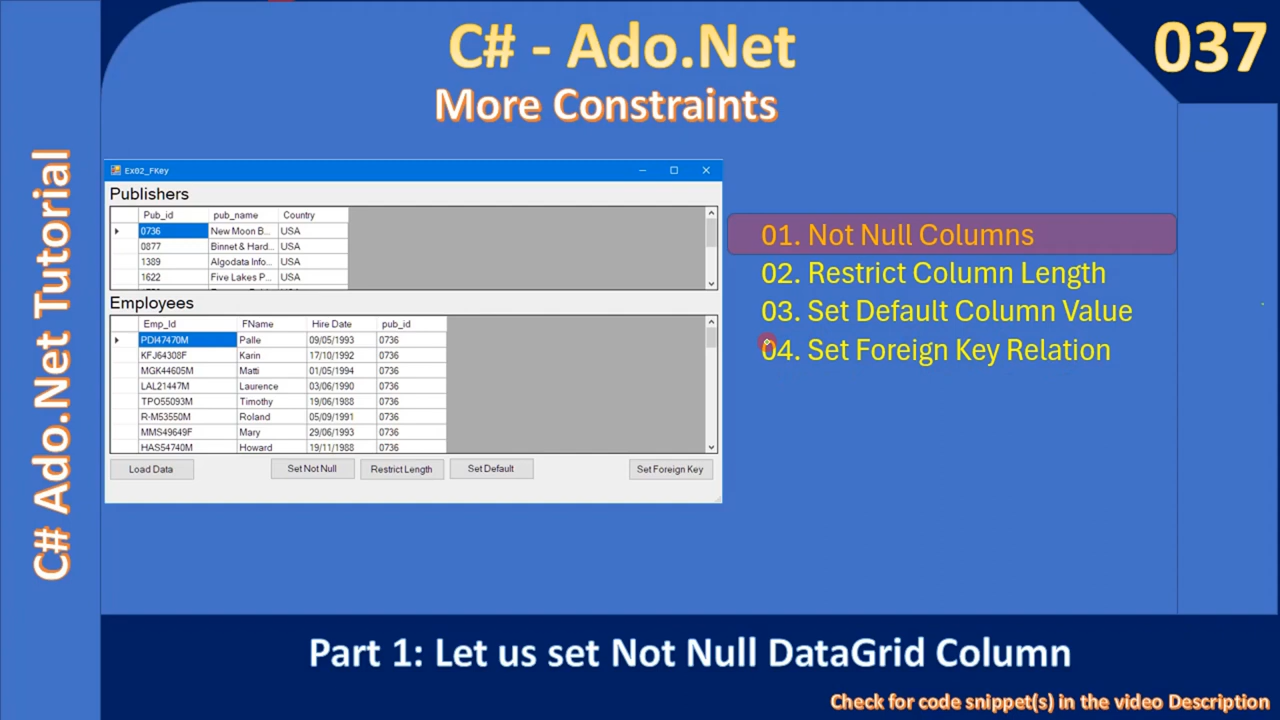 C# - Ado.Net
037
More Constraints
C# Ado.Net Tutorial
Ex02_FKey
Publishers
Pub_id pub_name Country
0736 New Moon B... USA
0877 Binnet & Hard... USA
1389 Algodata Info... USA
1622 Five Lakes P... USA
Employees
Emp_Id FName Hire Date pub_id
PDI47470M Palle 09/05/1993 0736
KFJ64308F Karin 17/10/1992 0736
MGK44605M Matti 01/05/1994 0736
LAL21447M Laurence 03/06/1990 0736
TPO55093M Timothy 19/06/1988 0736
R-M53550M Roland 05/09/1991 0736
MMS49649F Mary 29/06/1993 0736
HAS54740M Howard 19/11/1988 0736
Load Data Set Not Null Restrict Length Set Default Set Foreign Key
01. Not Null Columns
02. Restrict Column Length
03. Set Default Column Value
04. Set Foreign Key Relation
Part 1: Let us set Not Null DataGrid Column
Check for code snippet(s) in the video Description